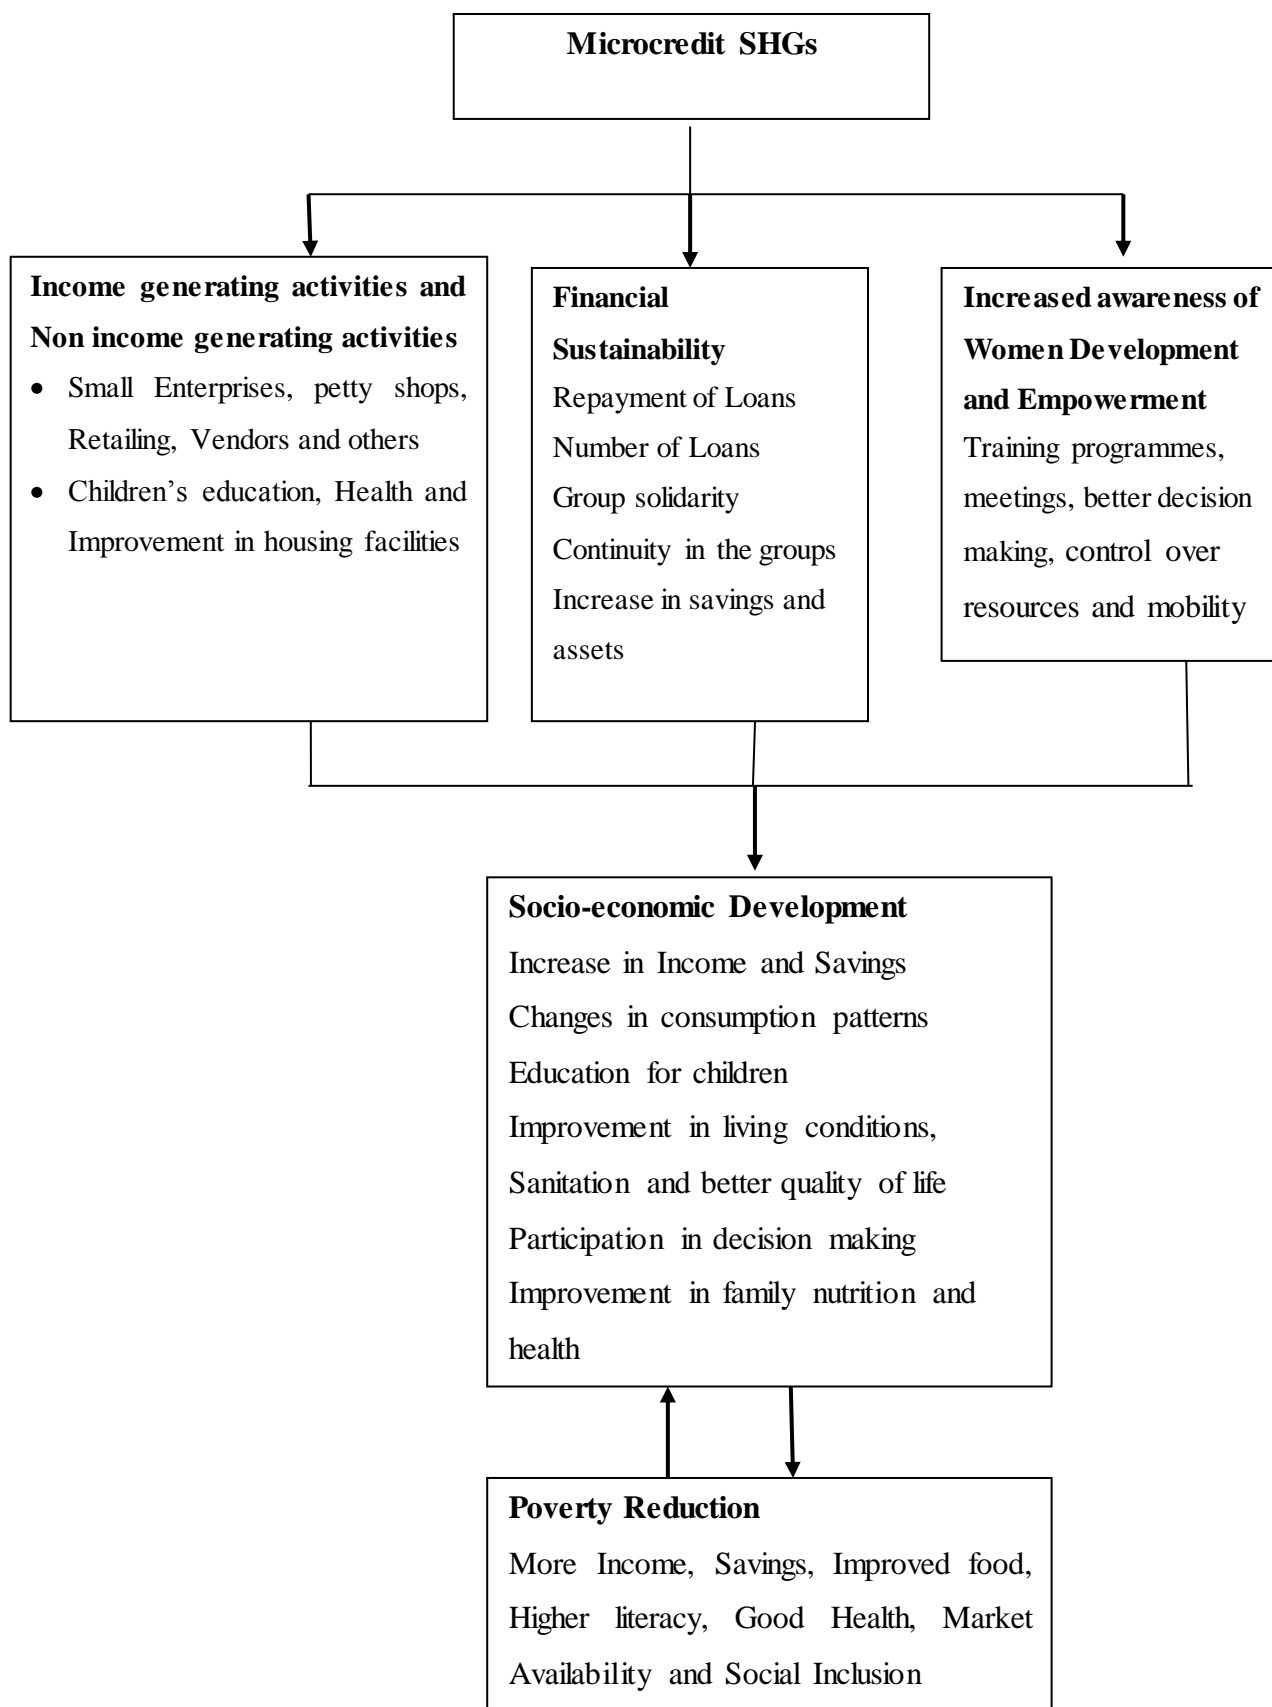 Microcredit SHGs
Income generating activities and
Non income generating activities
• Small Enterprises, petty shops,
Retailing, Vendors and others
• Children’s education, Health and
Improvement in housing facilities
Financial
Sustainability
Repayment of Loans
Number of Loans
Group solidarity
Continuity in the groups
Increase in savings and
assets
Increased awareness of
Women Development
and Empowerment
Training programmes,
meetings, better decision
making, control over
resources and mobility
Socio-economic Development
Increase in Income and Savings
Changes in consumption patterns
Education for children
Improvement in living conditions,
Sanitation and better quality of life
Participation in decision making
Improvement in family nutrition and
health
Poverty Reduction
More Income, Savings, Improved food,
Higher literacy, Good Health, Market
Availability and Social Inclusion